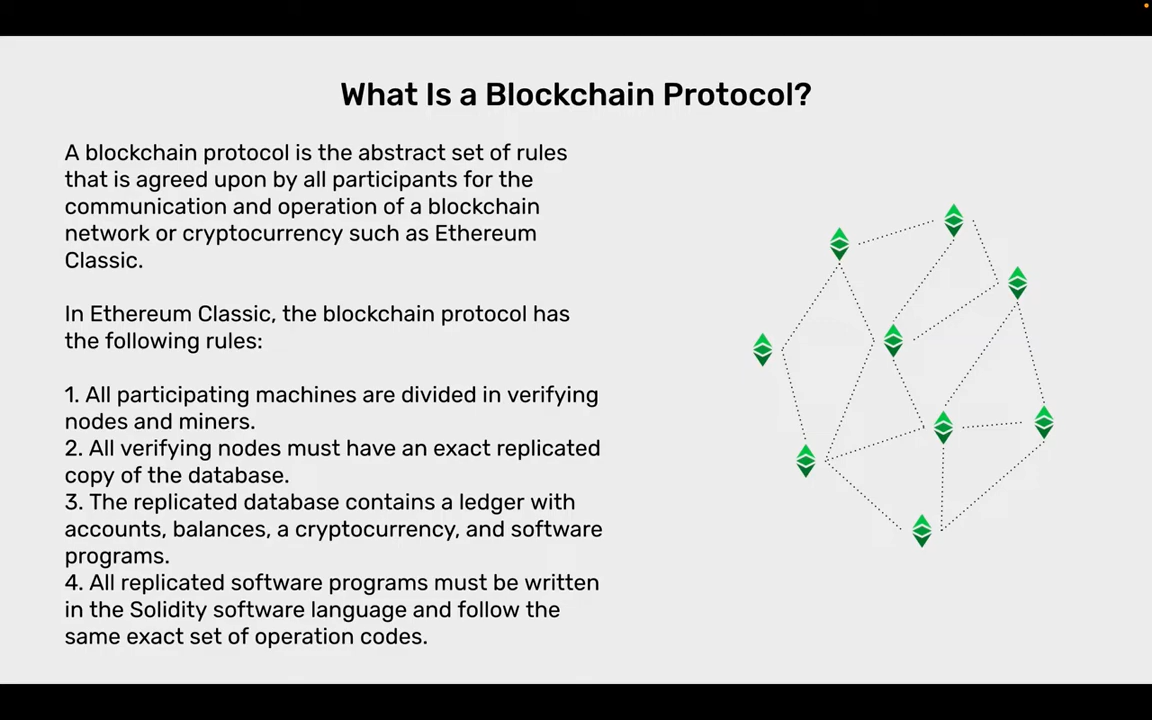 What Is a Blockchain Protocol?
A blockchain protocol is the abstract set of rules
that is agreed upon by all participants for the
communication and operation of a blockchain
network or cryptocurrency such as Ethereum
Classic.
In Ethereum Classic, the blockchain protocol has
the following rules:
1. All participating machines are divided in verifying
nodes and miners.
2. All verifying nodes must have an exact replicated
copy of the database.
3. The replicated database contains a ledger with
accounts, balances, a cryptocurrency, and software
programs.
4. All replicated software programs must be written
in the Solidity software language and follow the
same exact set of operation codes.